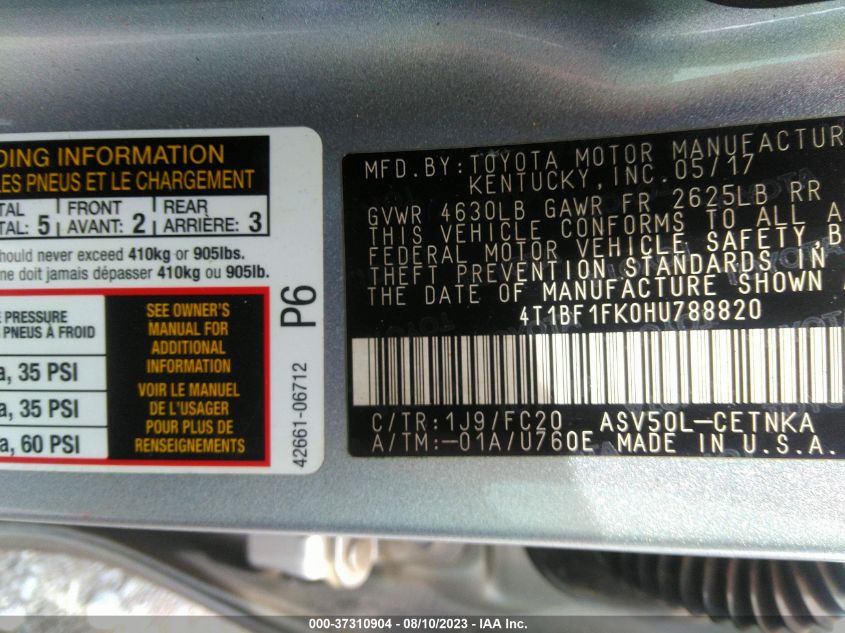 DING INFORMATION
LES PNEUS ET LE CHARGEMENT
TAL 5 FRONT 2 REAR 3
TAL: AVANT: ARRIÈRE:
hould never exceed 410kg or 905lbs.
ne doit jamais dépasser 410kg ou 905lb.
PRESSURE
PNEUS À FROID
a, 35 PSI
a, 35 PSI
a, 60 PSI
SEE OWNER'S
MANUAL FOR
ADDITIONAL
INFORMATION
VOIR LE MANUEL
DE L'USAGER
POUR PLUS DE
RENSEIGNEMENTS
P6
42661-06712
MFD.BY:TOYOTA MOTOR MANUFACTUR
KENTUCKY, INC. 05/17
GVWR 4630LB GAWR FR 2625LB RR
THIS VEHICLE CONFORMS TO ALL A
FEDERAL MOTOR VEHICLE SAFETY, B
THEFT PREVENTION STANDARDS IN
THE DATE OF MANUFACTURE SHOWN
4T1BF1FK0HU788820
C/TR:1J9/FC20 ASV50L-CETNKA
A/TM:-01A/U760E MADE IN U.S.A.
000-37310904 - 08/10/2023 - IAA Inc.